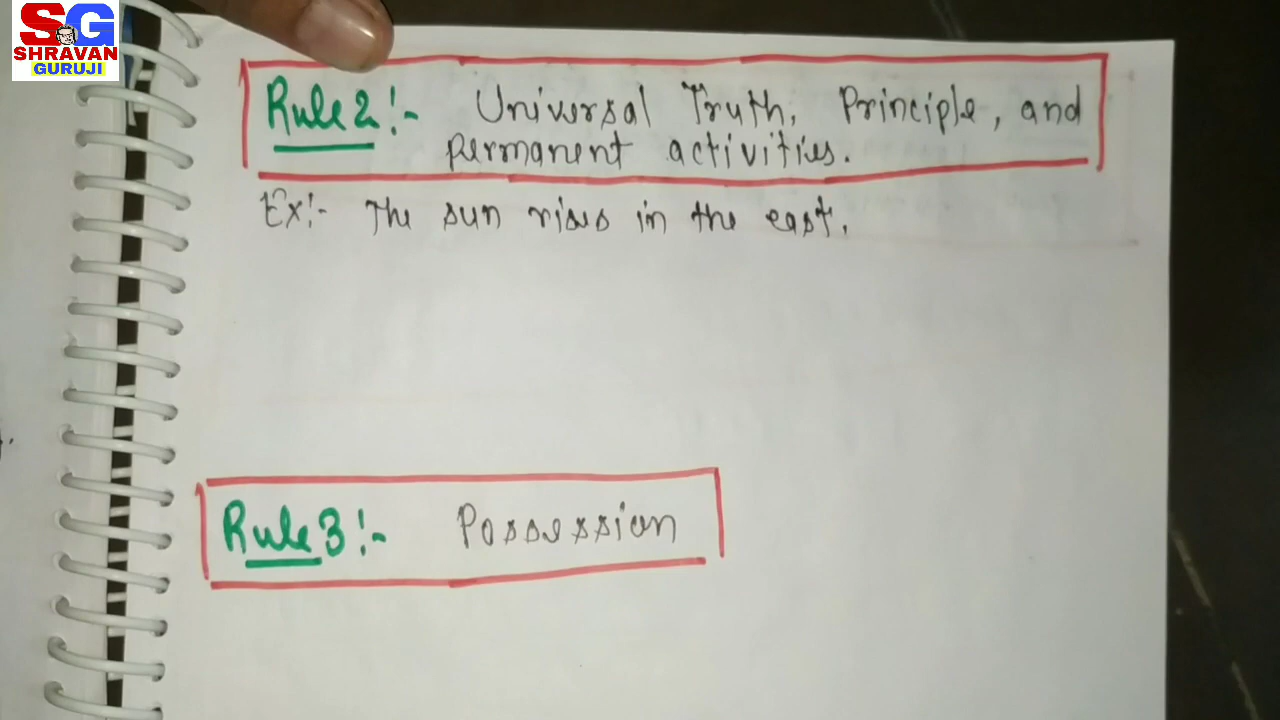 SG
SHRAVAN
GURUJI
Rule 2 :- Universal Truth, Principle, and
permanent activities.
Ex:- The sun rises in the east.
Rule 3 :- Possession